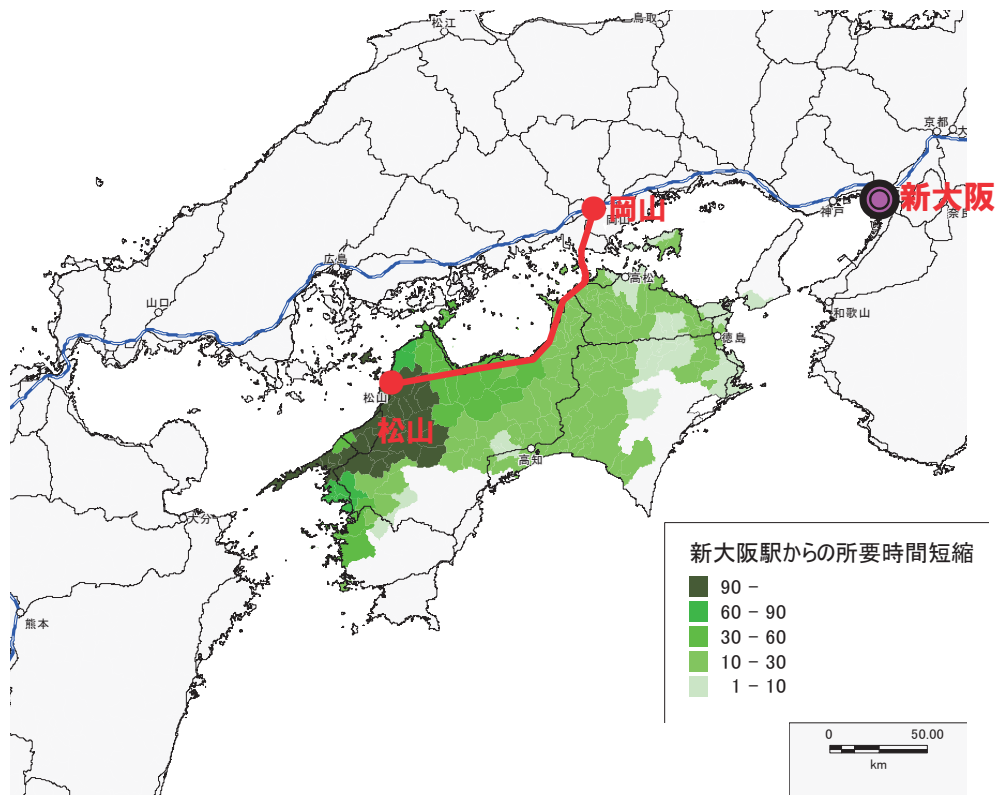 松江
鳥取
京都
大
新大阪
神戸
奈良
岡山
岡山
広島
高松
山口
和歌山
徳島
松山
松山
高知
大分
熊本
新大阪駅からの所要時間短縮
90 -
60 - 90
30 - 60
10 - 30
1 - 10
0 50.00
km